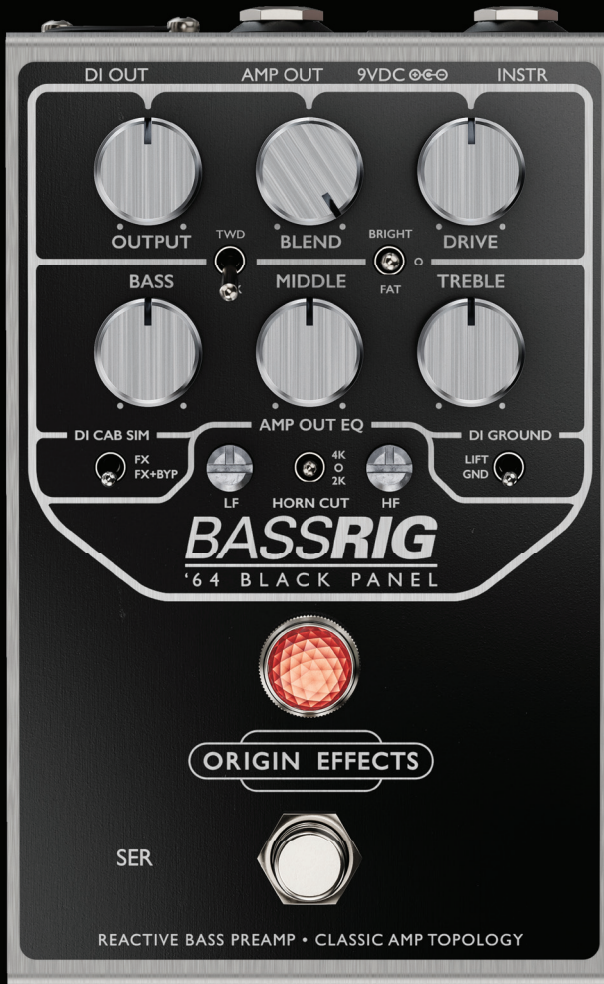 DI OUT AMP OUT 9VDC INSTR
OUTPUT BLEND DRIVE
TWD BRIGHT
O
FAT
BASS MIDDLE TREBLE
AMP OUT EQ
DI CAB SIM DI GROUND
FX 4K LIFT
FX+BYP O GND
2K
LF HORN CUT HF
BASSRIG
'64 BLACK PANEL
ORIGIN EFFECTS
SER
REACTIVE BASS PREAMP • CLASSIC AMP TOPOLOGY